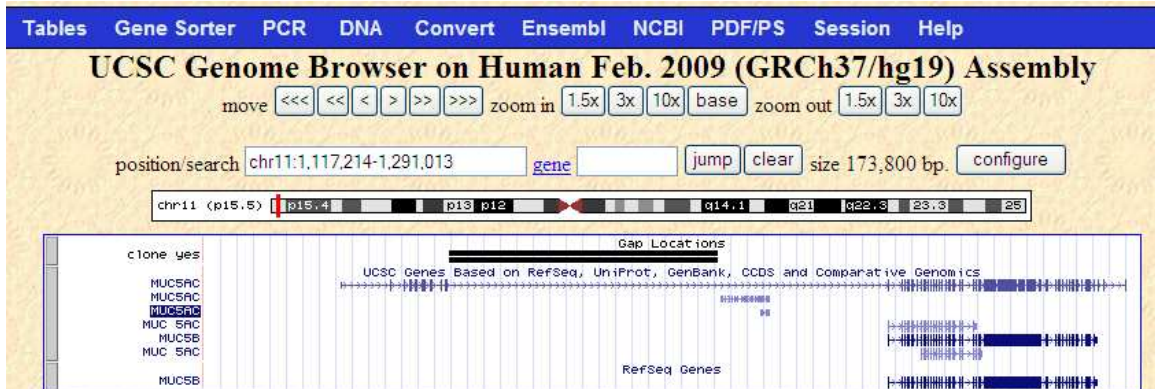 Tables Gene Sorter PCR DNA Convert Ensembl NCBI PDF/PS Session Help
UCSC Genome Browser on Human Feb. 2009 (GRCh37/hg19) Assembly
move <<< << < > >> >>> zoom in 1.5x 3x 10x base zoom out 1.5x 3x 10x
position/search chr11:1,117,214-1,291,013 gene jump clear size 173,800 bp. configure
chr11 (p15.5) p15.4 p13 p12 q14.1 q21 q22.3 23.3 25
Gap Locations
clone yes
UCSC Genes Based on RefSeq, UniProt, GenBank, CCDS and Comparative Genomics
MUC5AC
MUC5AC
MUC5AC
MUC 5AC
MUC5B
MUC 5AC
RefSeq Genes
MUC5B